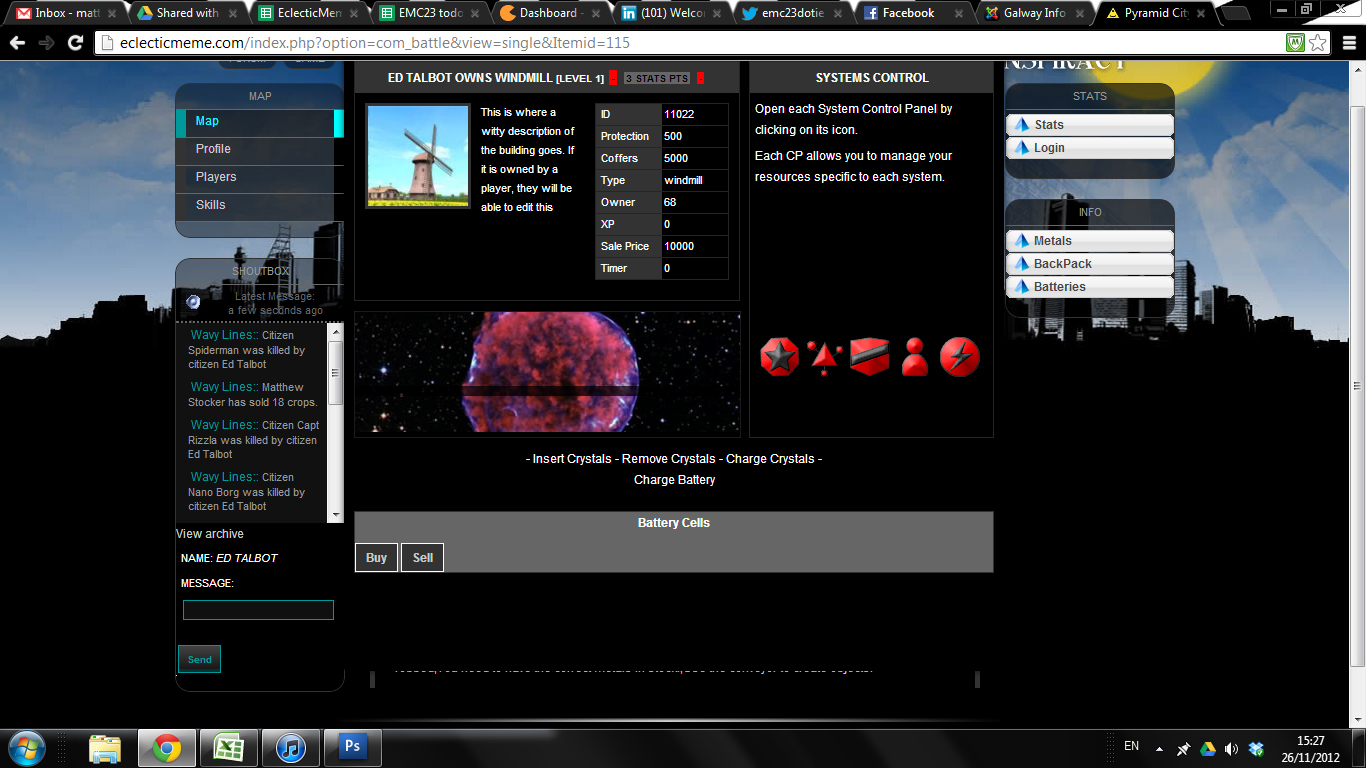 Inbox - mat
Shared with
EclecticMem
EMC23 todo
Dashboard -
(101) Welco
emc23dotie
Facebook
Galway Info
Pyramid City
eclecticmeme.com/index.php?option=com_battle&view=single&Itemid=115
MAP
Map
Profile
Players
Skills
SHOUTBOX
Latest Message:
a few seconds ago
Wavy Lines:: Citizen
Spiderman was killed by
citizen Ed Talbot
Wavy Lines:: Matthew
Stocker has sold 18 crops.
Wavy Lines:: Citizen Capt
Rizzla was killed by citizen
Ed Talbot
Wavy Lines:: Citizen
Nano Borg was killed by
citizen Ed Talbot
View archive
NAME: ED TALBOT
MESSAGE:
Send
ED TALBOT OWNS WINDMILL [LEVEL 1] - 3 STATS PTS -
This is where a
witty description of
the building goes. If
it is owned by a
player, they will be
able to edit this
ID 11022
Protection 500
Coffers 5000
Type windmill
Owner 68
XP 0
Sale Price 10000
Timer 0
SYSTEMS CONTROL
Open each System Control Panel by
clicking on its icon.
Each CP allows you to manage your
resources specific to each system.
- Insert Crystals - Remove Crystals - Charge Crystals -
Charge Battery
Battery Cells
Buy Sell
STATS
Stats
Login
INFO
Metals
BackPack
Batteries
Ps
EN
15:27
26/11/2012